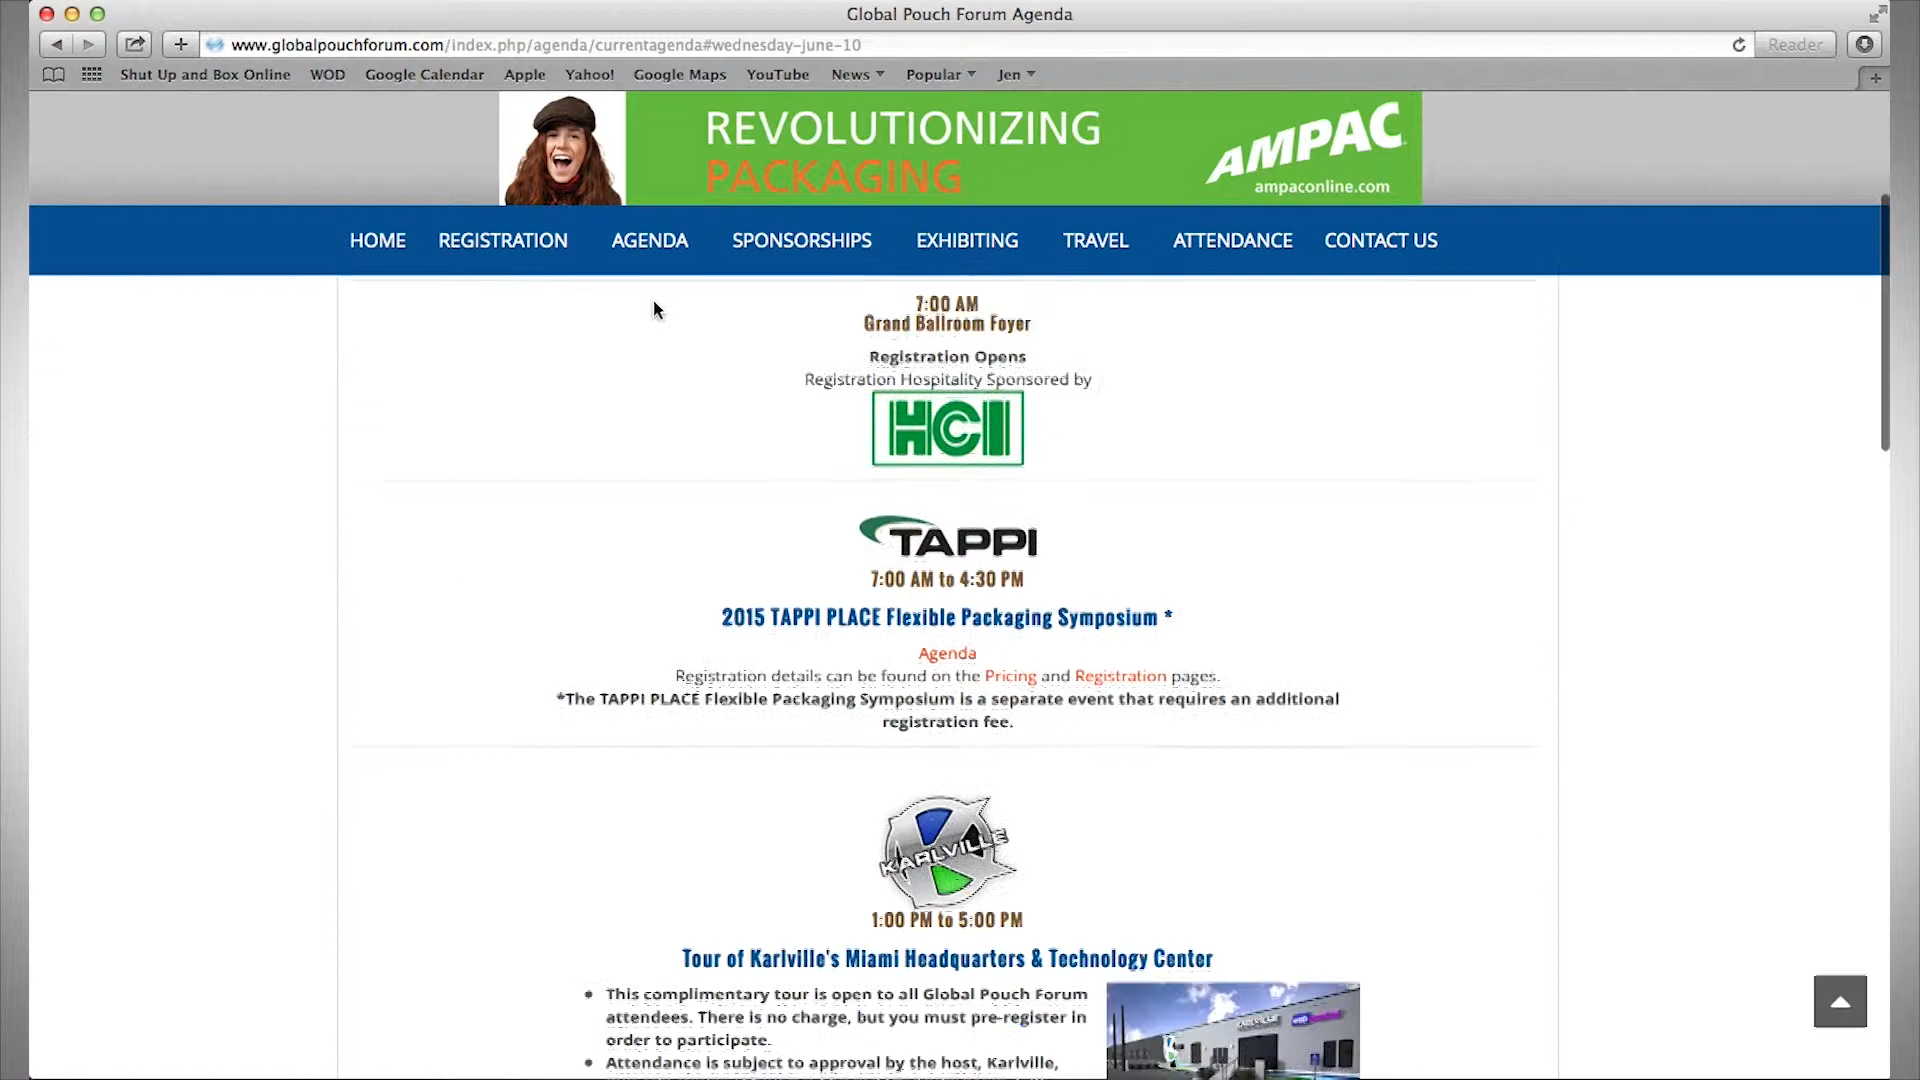 Global Pouch Forum Agenda
www.globalpouchforum.com/index.php/agenda/currentagenda#wednesday-june-10
Reader
Shut Up and Box Online WOD Google Calendar Apple Yahoo! Google Maps YouTube News Popular Jen
REVOLUTIONIZING
PACKAGING
AMPAC
ampaconline.com
HOME REGISTRATION AGENDA SPONSORSHIPS EXHIBITING TRAVEL ATTENDANCE CONTACT US
7:00 AM
Grand Ballroom Foyer
Registration Opens
Registration Hospitality Sponsored by
HCI
TAPPI
7:00 AM to 4:30 PM
2015 TAPPI PLACE Flexible Packaging Symposium *
Agenda
Registration details can be found on the Pricing and Registration pages.
*The TAPPI PLACE Flexible Packaging Symposium is a separate event that requires an additional
registration fee.
KARLVILLE
1:00 PM to 5:00 PM
Tour of Karlville's Miami Headquarters & Technology Center
• This complimentary tour is open to all Global Pouch Forum
attendees. There is no charge, but you must pre-register in
order to participate.
• Attendance is subject to approval by the host, Karlville,
KARLVILLE